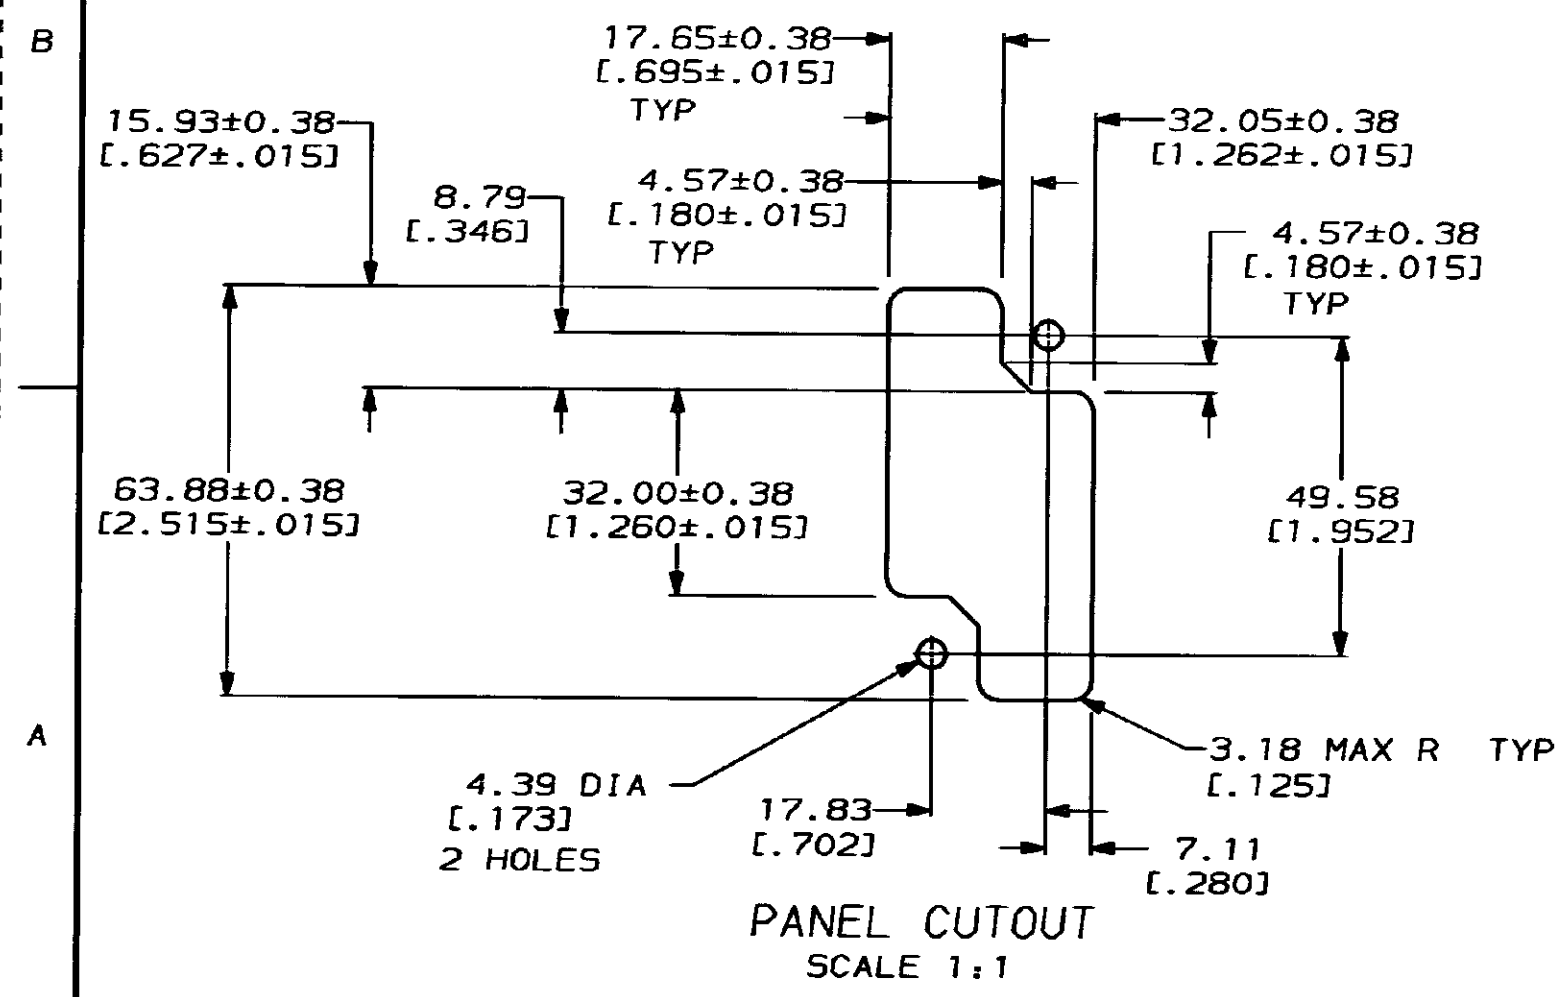 B
17.65±0.38
[.695±.015]
TYP
15.93±0.38
[.627±.015]
32.05±0.38
[1.262±.015]
8.79
[.346]
4.57±0.38
[.180±.015]
TYP
4.57±0.38
[.180±.015]
TYP
63.88±0.38
[2.515±.015]
32.00±0.38
[1.260±.015]
49.58
[1.952]
A
3.18 MAX R TYP
[.125]
4.39 DIA
[.173]
2 HOLES
17.83
[.702]
7.11
[.280]
PANEL CUTOUT
SCALE 1:1